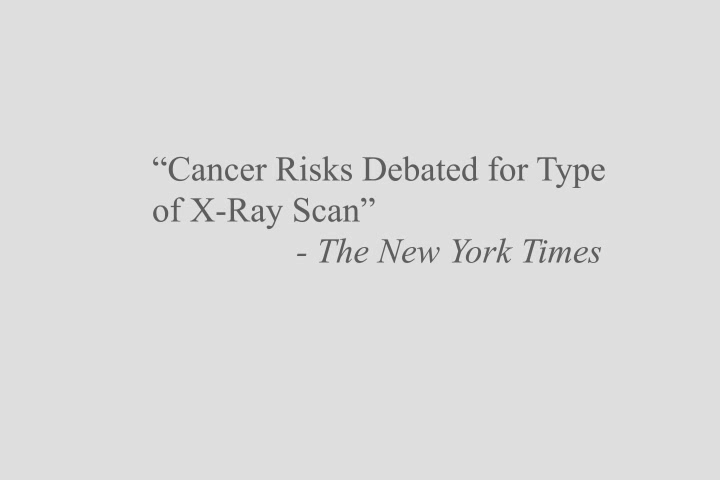 “Cancer Risks Debated for Type
of X-Ray Scan”
- The New York Times